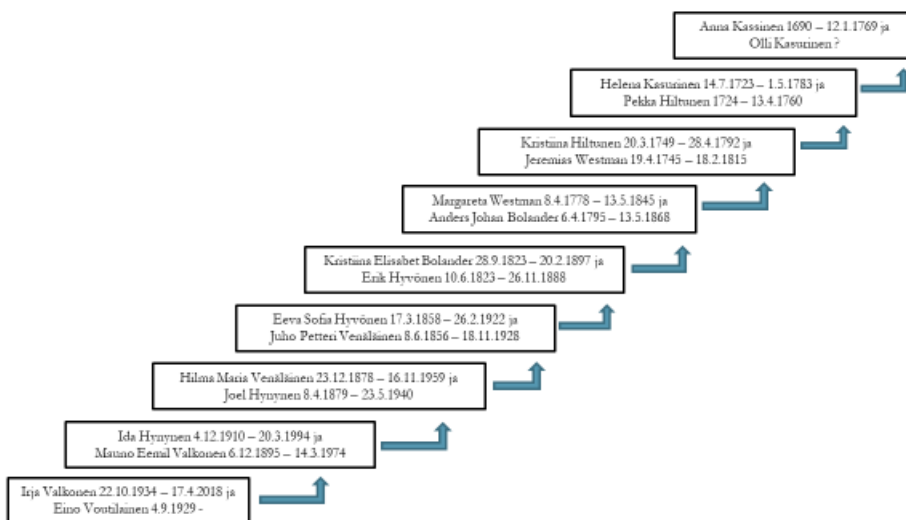 Anna Kassinen 1690 – 12.1.1769 ja
Olli Kasurinen ?
Helena Kasurinen 14.7.1723 – 1.5.1783 ja
Pekka Hiltunen 1724 – 13.4.1760
Kristiina Hiltunen 20.3.1749 – 28.4.1792 ja
Jeremias Westman 19.4.1745 – 18.2.1815
Margareta Westman 8.4.1778 – 13.5.1845 ja
Anders Johan Bolander 6.4.1795 – 13.5.1868
Kristiina Elisabet Bolander 28.9.1823 – 20.2.1897 ja
Erik Hyvönen 10.6.1823 – 26.11.1888
Eeva Sofia Hyvönen 17.3.1858 – 26.2.1922 ja
Juho Petteri Venäläinen 8.6.1856 – 18.11.1928
Hilma Maria Venäläinen 23.12.1878 – 16.11.1959 ja
Joel Hynynen 8.4.1879 – 23.5.1940
Ida Hynynen 4.12.1910 – 20.3.1994 ja
Mauno Eemil Valkonen 6.12.1895 – 14.3.1974
Irja Valkonen 22.10.1934 – 17.4.2018 ja
Eino Voutilainen 4.9.1929 -